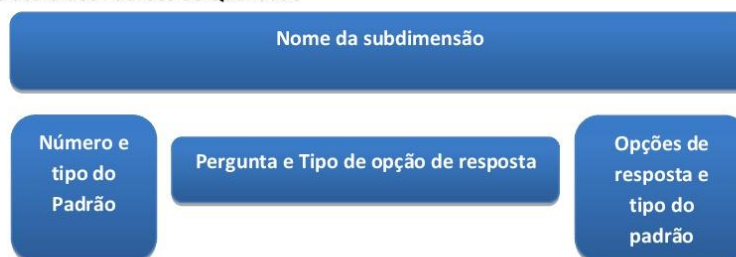 Nome da subdimensão
Número e
tipo do
Padrão
Pergunta e Tipo de opção de resposta
Opções de
resposta e
tipo do
padrão